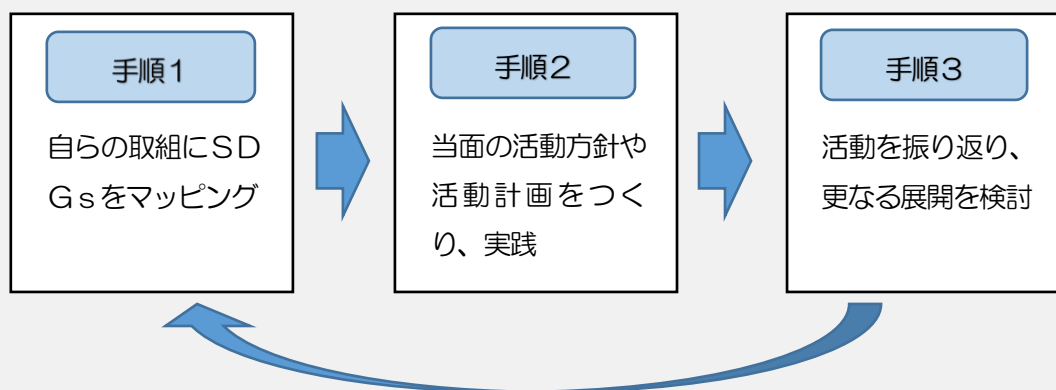 手順１
自らの取組にＳＤ
Ｇｓをマッピング
手順２
当面の活動方針や
活動計画をつく
り、実践
手順３
活動を振り返り、
更なる展開を検討